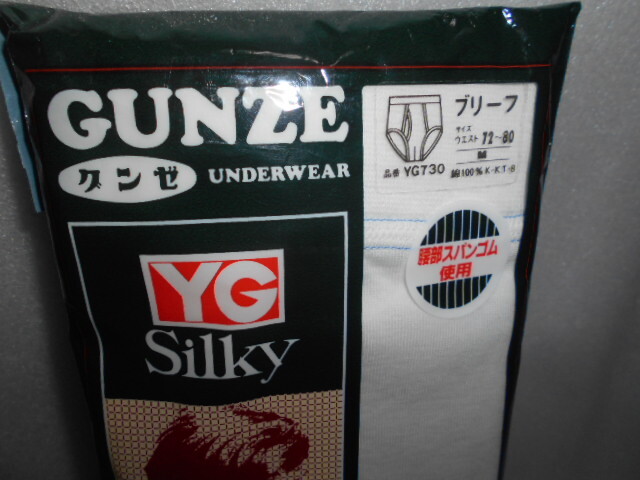 GUNZE
グンゼ UNDERWEAR
YG
Silky
ブリーフ
サイズ
ウエスト 72〜80
M
品番 YG730
綿100% K-K.T-B
腰部スパンゴム
使用